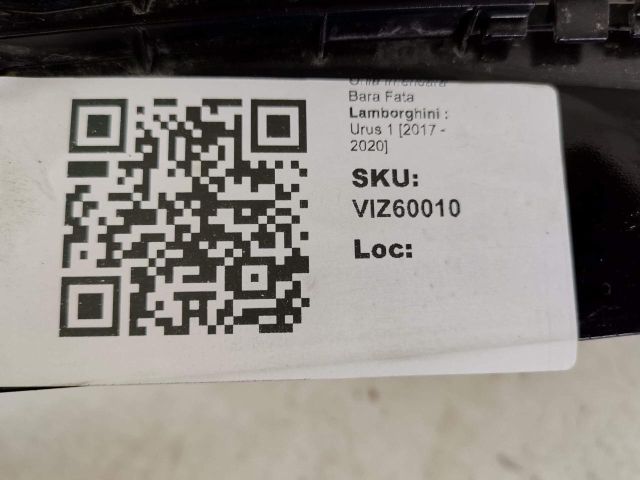 Bara Fata
Lamborghini :
Urus 1 [2017 -
2020]
SKU:
VIZ60010
Loc: